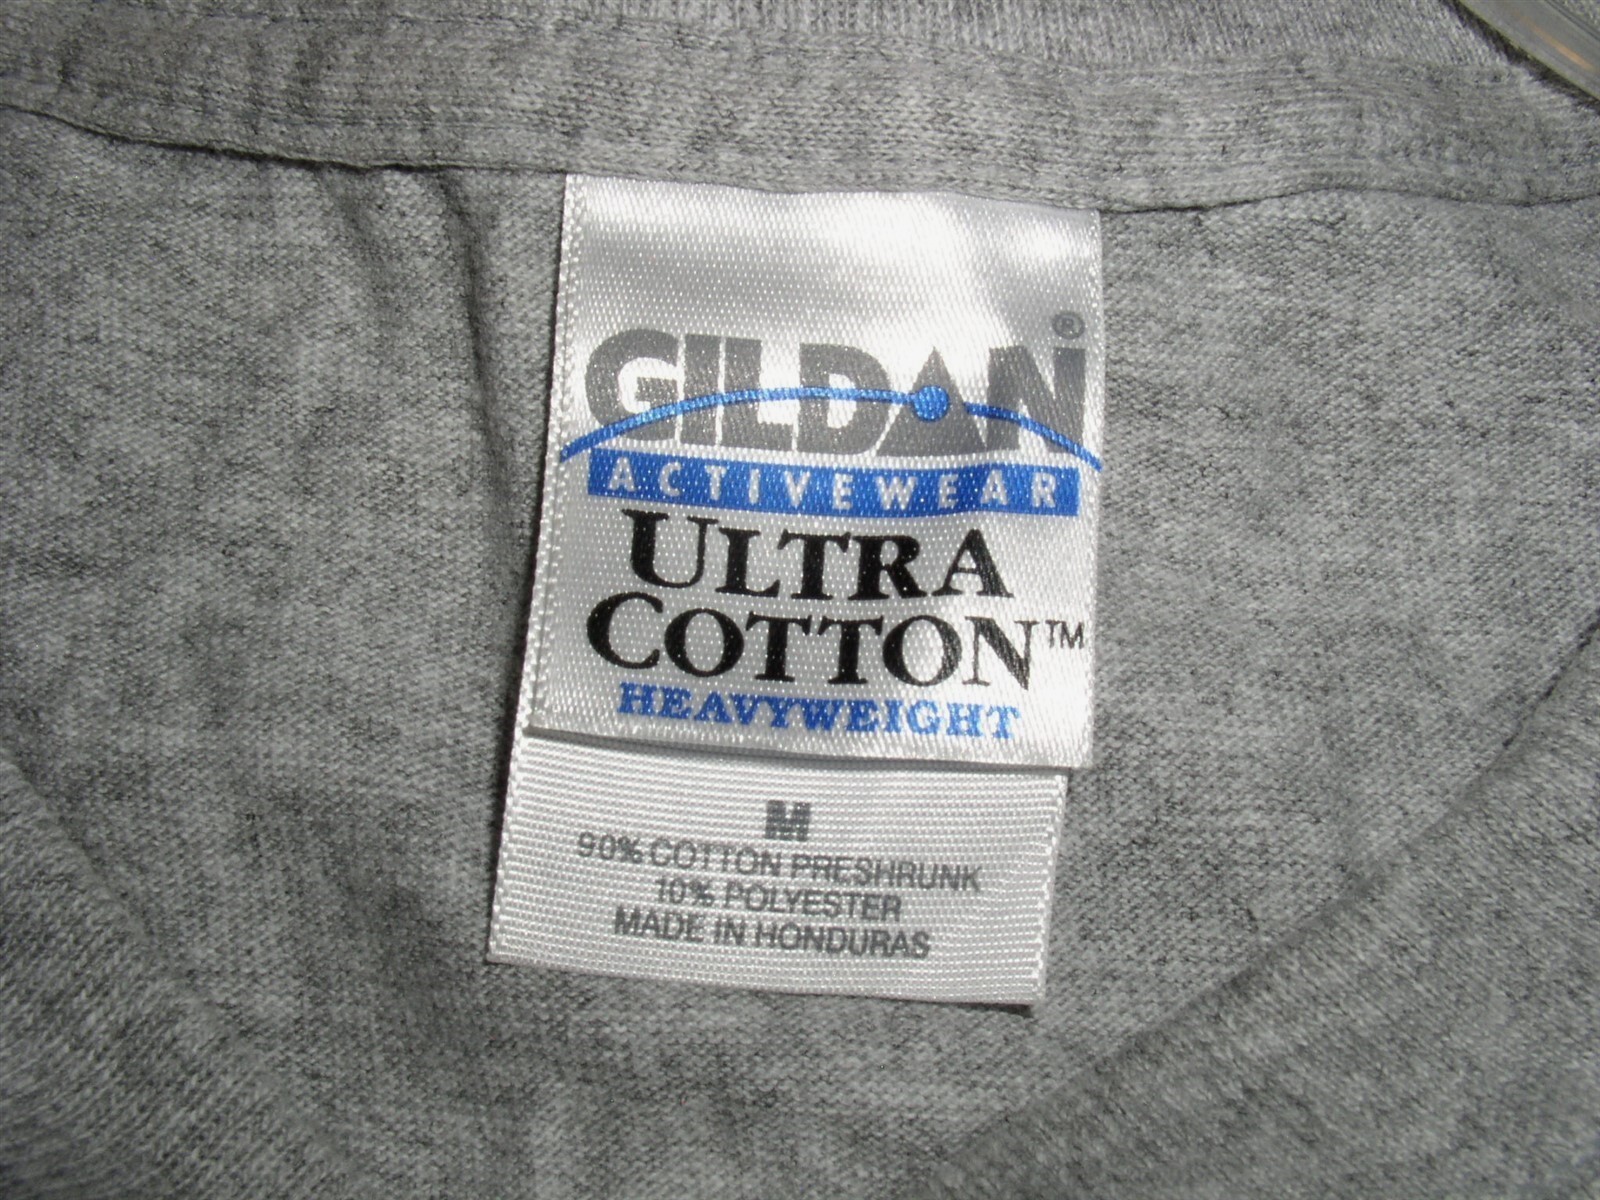 GILDAN®
ACTIVEWEAR
ULTRA
COTTON™
HEAVYWEIGHT
M
90% COTTON PRESHRUNK
10% POLYESTER
MADE IN HONDURAS